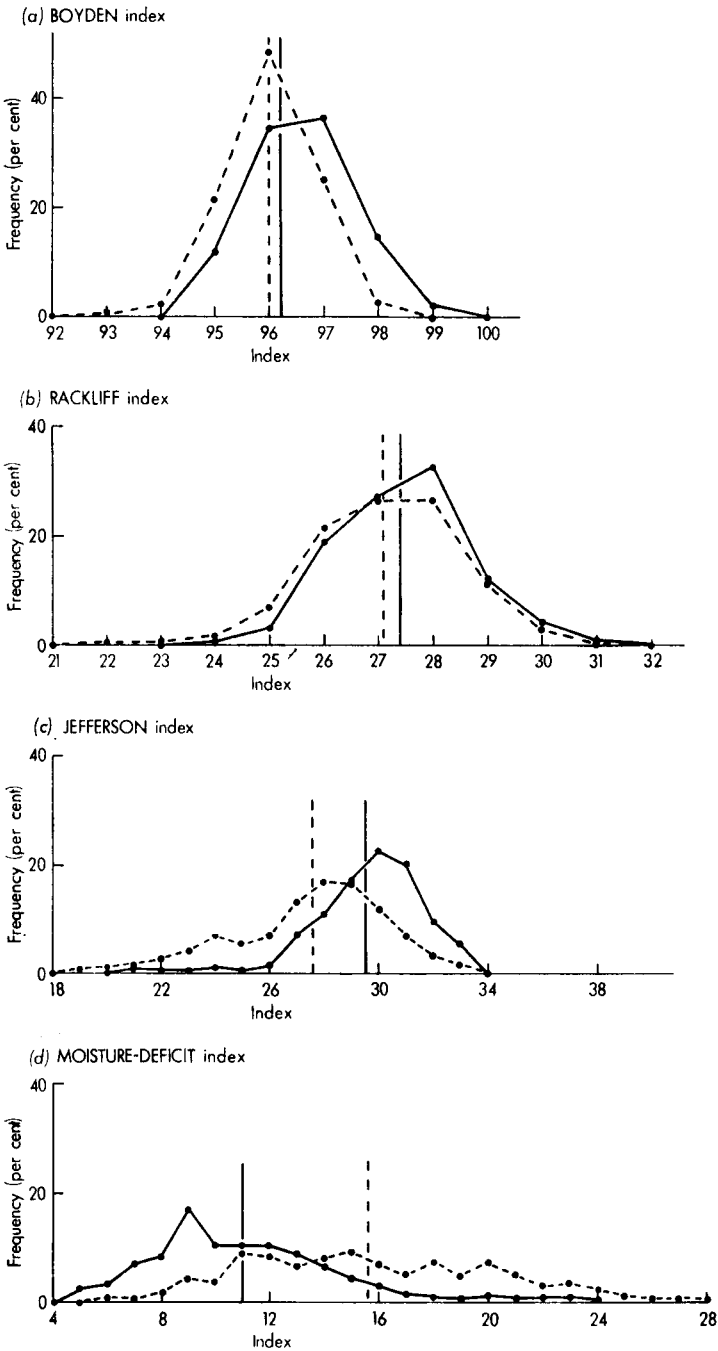 (a) BOYDEN index
Frequency (per cent)
40
20
0
92 93 94 95 96 97 98 99 100
Index
(b) RACKLIFF index
Frequency (per cent)
40
20
0
21 22 23 24 25 26 27 28 29 30 31 32
Index
(c) JEFFERSON index
Frequency (per cent)
40
20
0
18 22 26 30 34 38
Index
(d) MOISTURE-DEFICIT index
Frequency (per cent)
40
20
0
4 8 12 16 20 24 28
Index